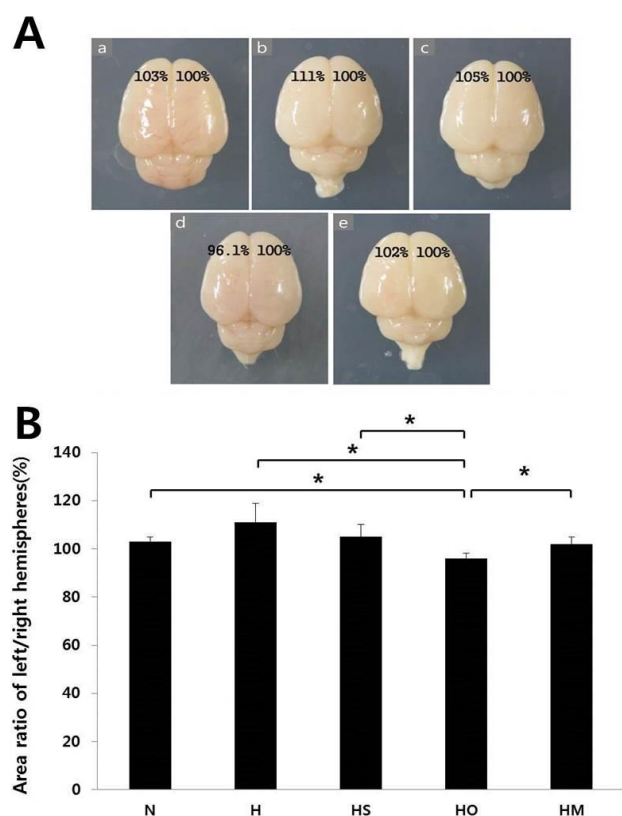 A
a
b
c
103% 100%
111% 100%
105% 100%
d
e
96.1% 100%
102% 100%
B
Area ratio of left/right hemispheres(%)
140
120
100
80
60
40
20
0
*
*
*
*
N H HS HO HM